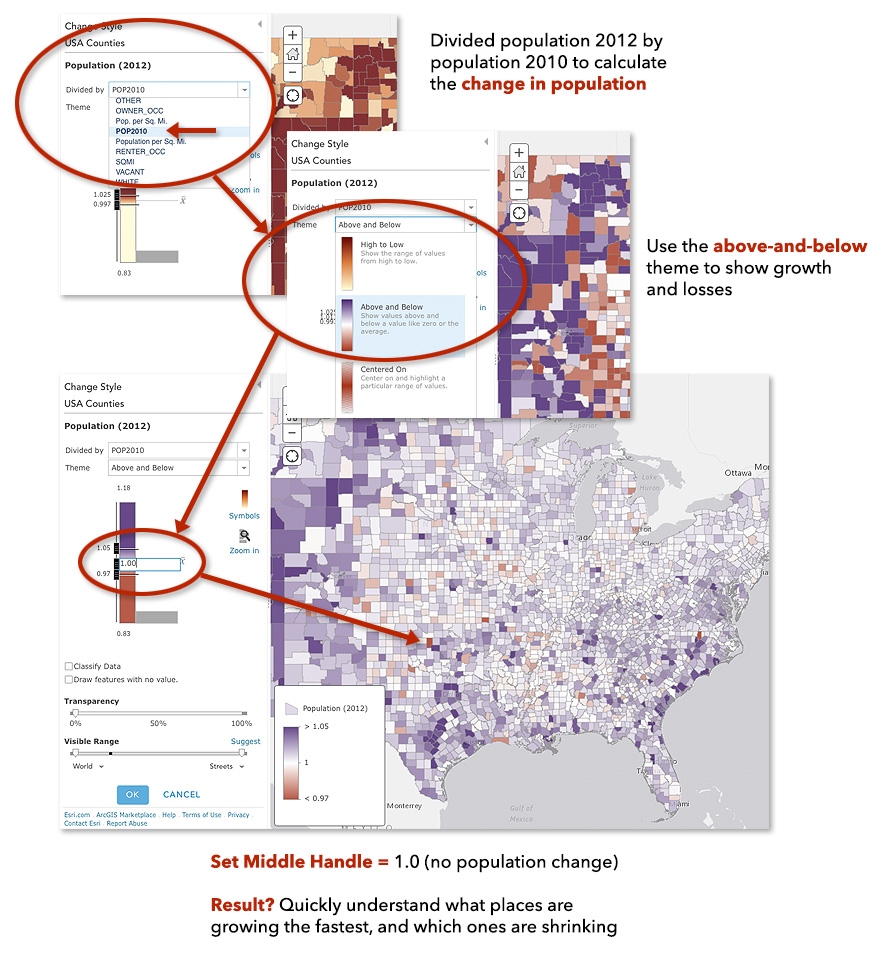 Change Style
USA Counties
Population (2012)
Divided by POP2010
OTHER
OWNER_OCC
Pop. per Sq. Mi.
POP2010
Population per Sq. Mi.
RENTER_OCC
SQMI
VACANT
WHITE
Theme
zoom in
1.025
0.997
x̄
0.83
+
−
Divided population 2012 by
population 2010 to calculate
the change in population
Change Style
USA Counties
Population (2012)
Divided by POP2010
Theme Above and Below
High to Low
Show the range of values
from high to low.
Above and Below
Show values above and
below a value like zero or the
average.
Centered On
Center on and highlight a
particular range of values.
in
+
−
Use the above-and-below
theme to show growth
and losses
Change Style
USA Counties
Population (2012)
Divided by POP2010
Theme Above and Below
1.18
Symbols
Zoom in
1.05
1.00
x̄
0.97
0.83
Classify Data
Draw features with no value.
Transparency
0% 50% 100%
Visible Range Suggest
World Streets
OK CANCEL
Esri.com . ArcGIS Marketplace . Help . Terms of Use . Privacy .
Contact Esri . Report Abuse
−
Superior
Lake
Huron
Ottawa
Monterrey
Gulf of
Mexico
Population (2012)
> 1.05
1
< 0.97
Set Middle Handle = 1.0 (no population change)
Result? Quickly understand what places are
growing the fastest, and which ones are shrinking